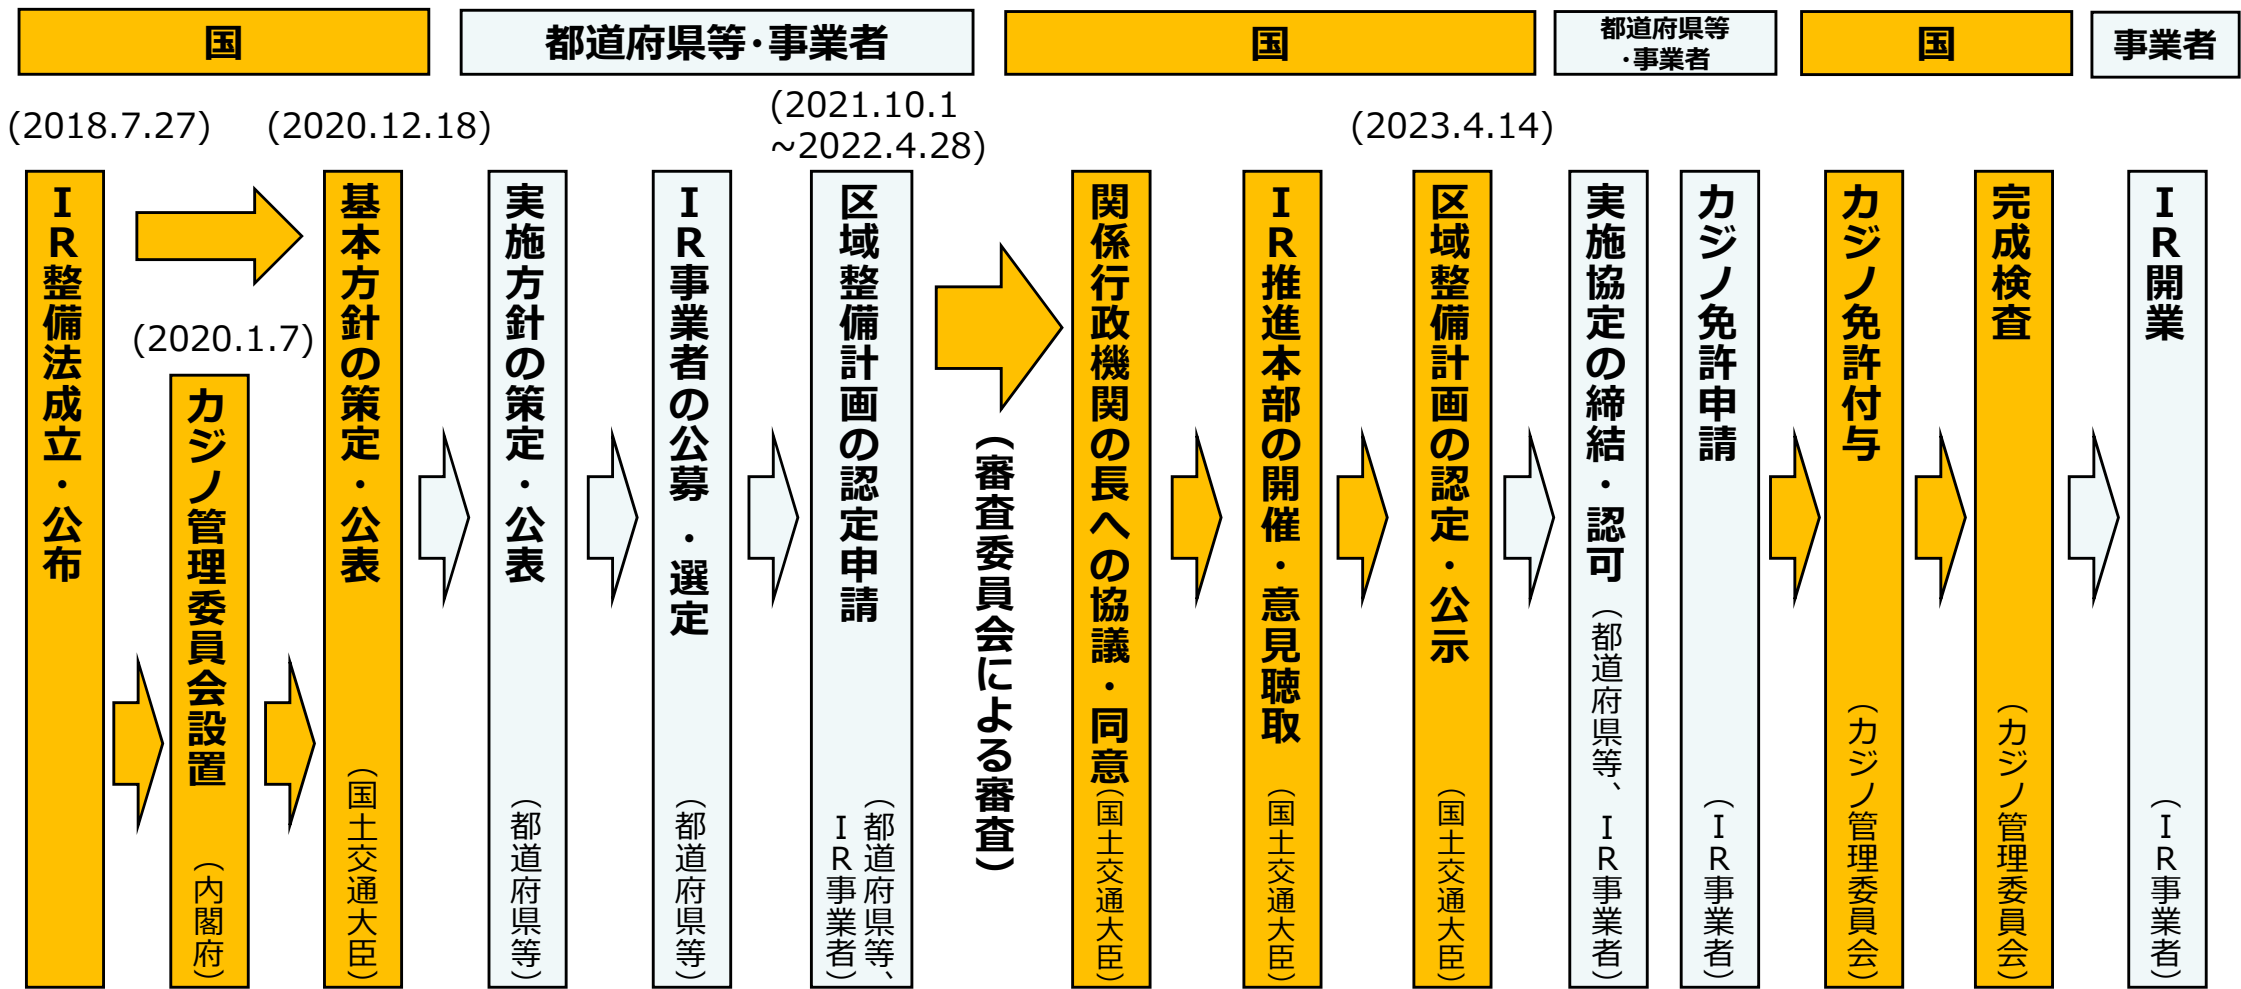 国
都道府県等･事業者
国
都道府県等
･事業者
国
事業者
(2018.7.27)
(2020.12.18)
(2021.10.1
~2022.4.28)
(2023.4.14)
ＩＲ整備法成立・公布
(2020.1.7)
カジノ管理委員会設置
（内閣府）
基本方針の策定・公表
（国土交通大臣）
実施方針の策定・公表
（都道府県等）
ＩＲ事業者の公募・選定
（都道府県等）
区域整備計画の認定申請
（都道府県等、
ＩＲ事業者）
（審査委員会による審査）
関係行政機関の長への協議・同意（国土交通大臣）
ＩＲ推進本部の開催・意見聴取
（国土交通大臣）
区域整備計画の認定・公示
（国土交通大臣）
実施協定の締結・認可（都道府県等、ＩＲ事業者）
カジノ免許申請
（ＩＲ事業者）
カジノ免許付与
（カジノ管理委員会）
完成検査
（カジノ管理委員会）
ＩＲ開業
（ＩＲ事業者）